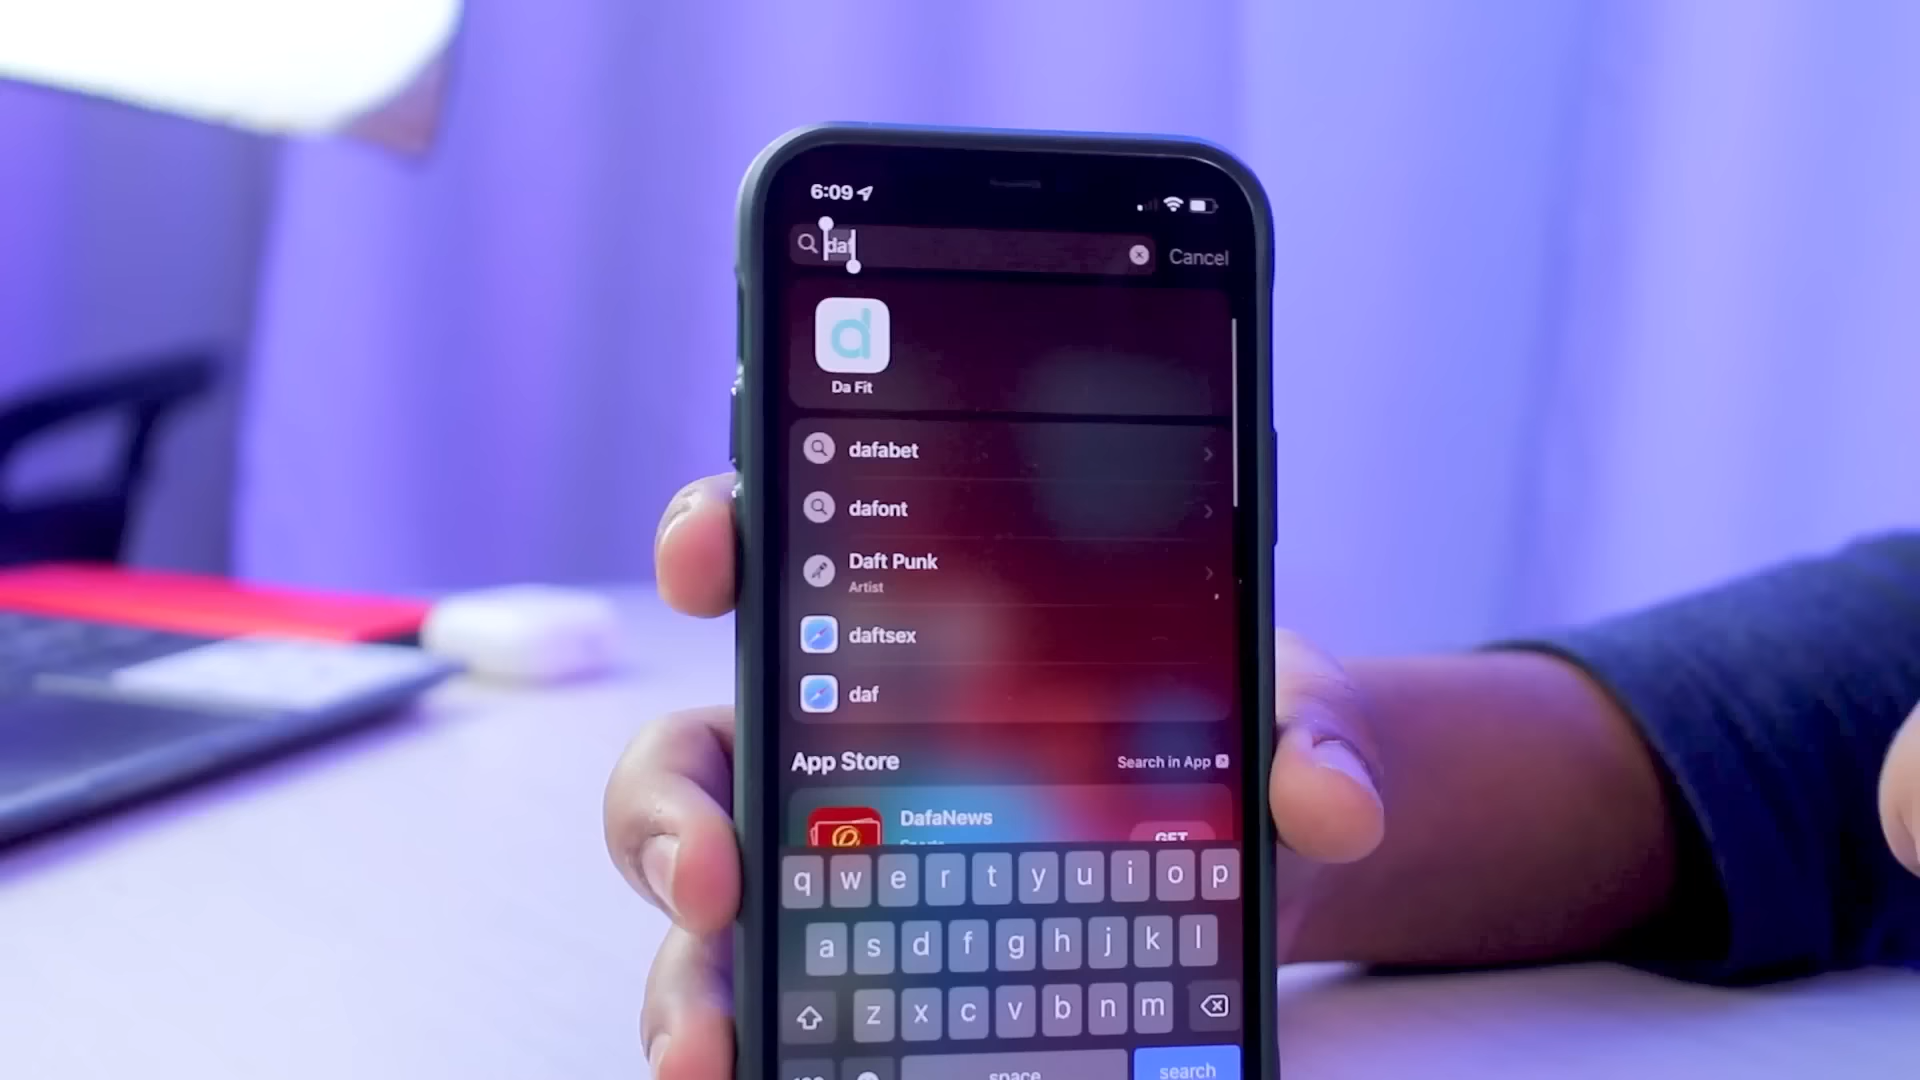 6:09
daf
Cancel
Da Fit
dafabet
dafont
Daft Punk
Artist
daftsex
daf
App Store
Search in App
DafaNews
GET
q w e r t y u i o p
a s d f g h j k l
z x c v b n m
space
search